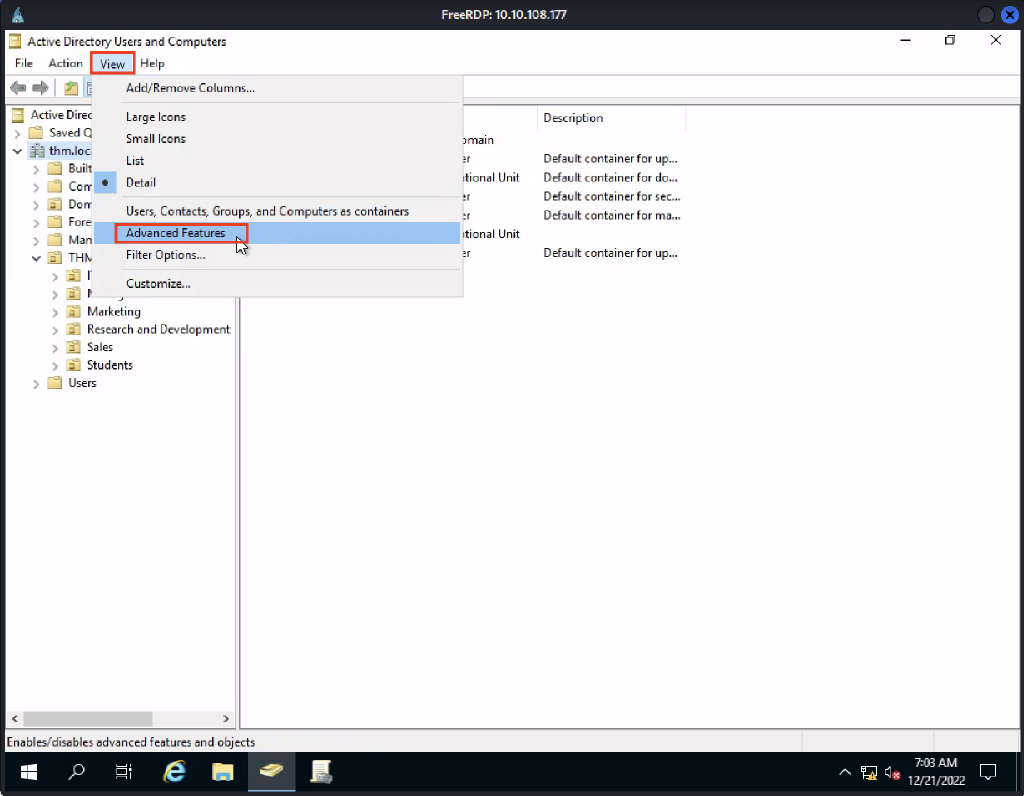 FreeRDP: 10.10.108.177
Active Directory Users and Computers
File Action View Help
Add/Remove Columns...
Large Icons
Small Icons
List
Detail
Users, Contacts, Groups, and Computers as containers
Advanced Features
Filter Options...
Customize...
Active Direc
Saved Q
thm.loc
Built
Com
Dom
Fore
Man
THM
Marketing
Research and Development
Sales
Students
Users
Description
omain
er Default container for up...
ational Unit Default container for do...
er Default container for sec...
er Default container for ma...
ational Unit
er Default container for up...
Enables/disables advanced features and objects
7:03 AM
12/21/2022